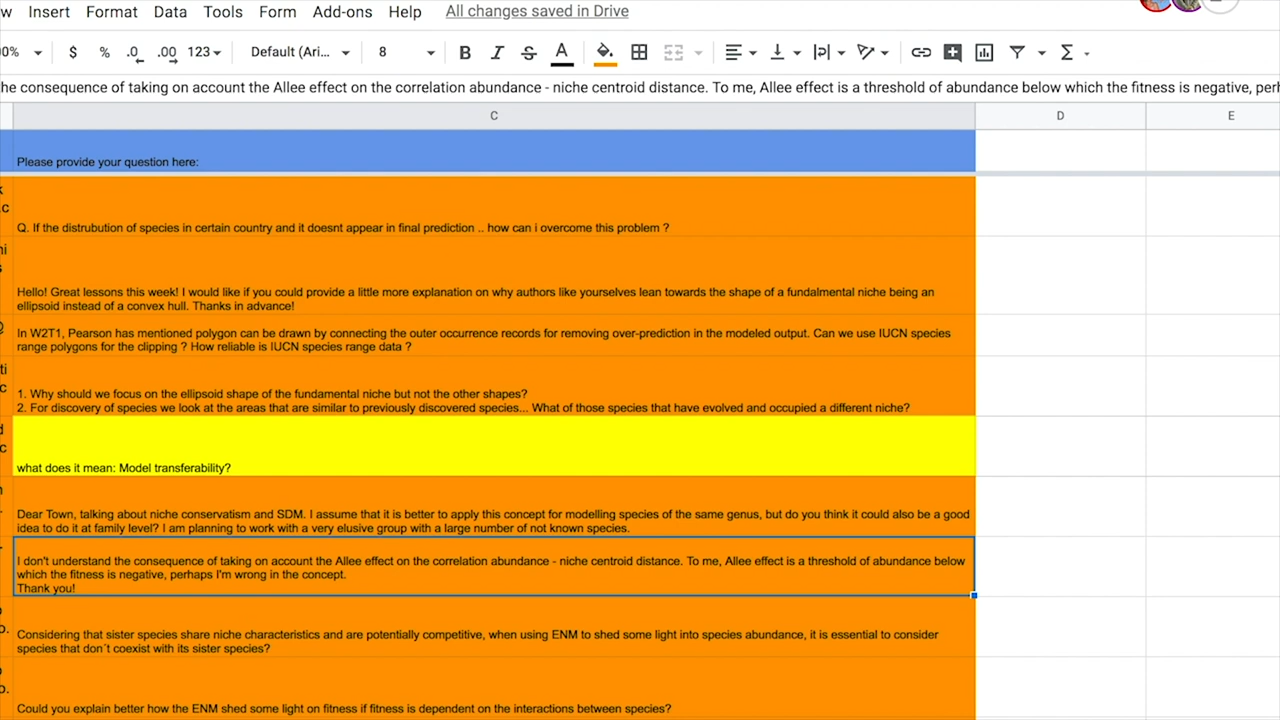 w Insert Format Data Tools Form Add-ons Help All changes saved in Drive
0% $ % .0 .00 123 Default (Ari... 8 B I S A Σ
he consequence of taking on account the Allee effect on the correlation abundance - niche centroid distance. To me, Allee effect is a threshold of abundance below which the fitness is negative, perh
C D E
Please provide your question here:
k
.c
Q. If the distrubution of species in certain country and it doesnt appear in final prediction .. how can i overcome this problem ?
ni
s
Hello! Great lessons this week! I would like if you could provide a little more explanation on why authors like yourselves lean towards the shape of a fundalmental niche being an
ellipsoid instead of a convex hull. Thanks in advance!
In W2T1, Pearson has mentioned polygon can be drawn by connecting the outer occurrence records for removing over-prediction in the modeled output. Can we use IUCN species
range polygons for the clipping ? How reliable is IUCN species range data ?
ti
c
1. Why should we focus on the ellipsoid shape of the fundamental niche but not the other shapes?
2. For discovery of species we look at the areas that are similar to previously discovered species... What of those species that have evolved and occupied a different niche?
d
c
what does it mean: Model transferability?
Dear Town, talking about niche conservatism and SDM. I assume that it is better to apply this concept for modelling species of the same genus, but do you think it could also be a good
idea to do it at family level? I am planning to work with a very elusive group with a large number of not known species.
I don't understand the consequence of taking on account the Allee effect on the correlation abundance - niche centroid distance. To me, Allee effect is a threshold of abundance below
which the fitness is negative, perhaps I'm wrong in the concept.
Thank you!
o.
Considering that sister species share niche characteristics and are potentially competitive, when using ENM to shed some light into species abundance, it is essential to consider
species that don´t coexist with its sister species?
o.
Could you explain better how the ENM shed some light on fitness if fitness is dependent on the interactions between species?